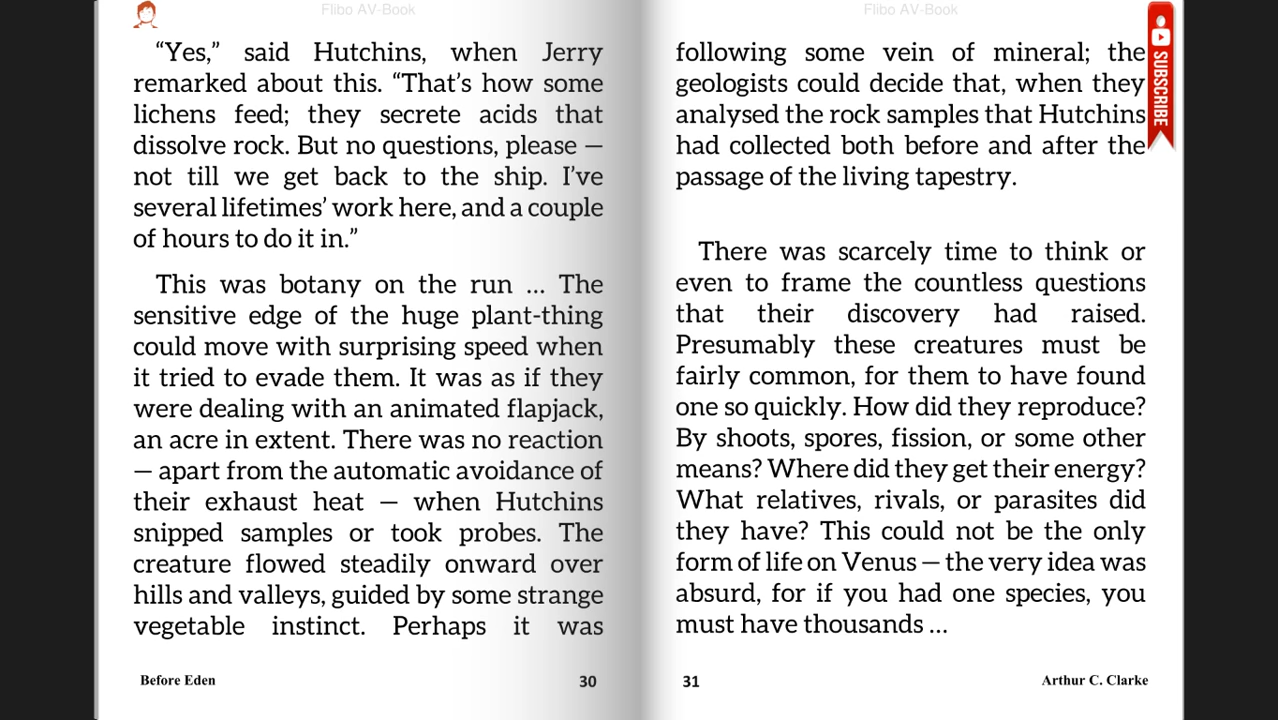 Flibo AV-Book
“Yes,” said Hutchins, when Jerry
remarked about this. “That’s how some
lichens feed; they secrete acids that
dissolve rock. But no questions, please —
not till we get back to the ship. I’ve
several lifetimes’ work here, and a couple
of hours to do it in.”
This was botany on the run ... The
sensitive edge of the huge plant-thing
could move with surprising speed when
it tried to evade them. It was as if they
were dealing with an animated flapjack,
an acre in extent. There was no reaction
— apart from the automatic avoidance of
their exhaust heat — when Hutchins
snipped samples or took probes. The
creature flowed steadily onward over
hills and valleys, guided by some strange
vegetable instinct. Perhaps it was
Before Eden
30
Flibo AV-Book
following some vein of mineral; the
geologists could decide that, when they
analysed the rock samples that Hutchins
had collected both before and after the
passage of the living tapestry.
There was scarcely time to think or
even to frame the countless questions
that their discovery had raised.
Presumably these creatures must be
fairly common, for them to have found
one so quickly. How did they reproduce?
By shoots, spores, fission, or some other
means? Where did they get their energy?
What relatives, rivals, or parasites did
they have? This could not be the only
form of life on Venus — the very idea was
absurd, for if you had one species, you
must have thousands ...
31
Arthur C. Clarke
SUBSCRIBE